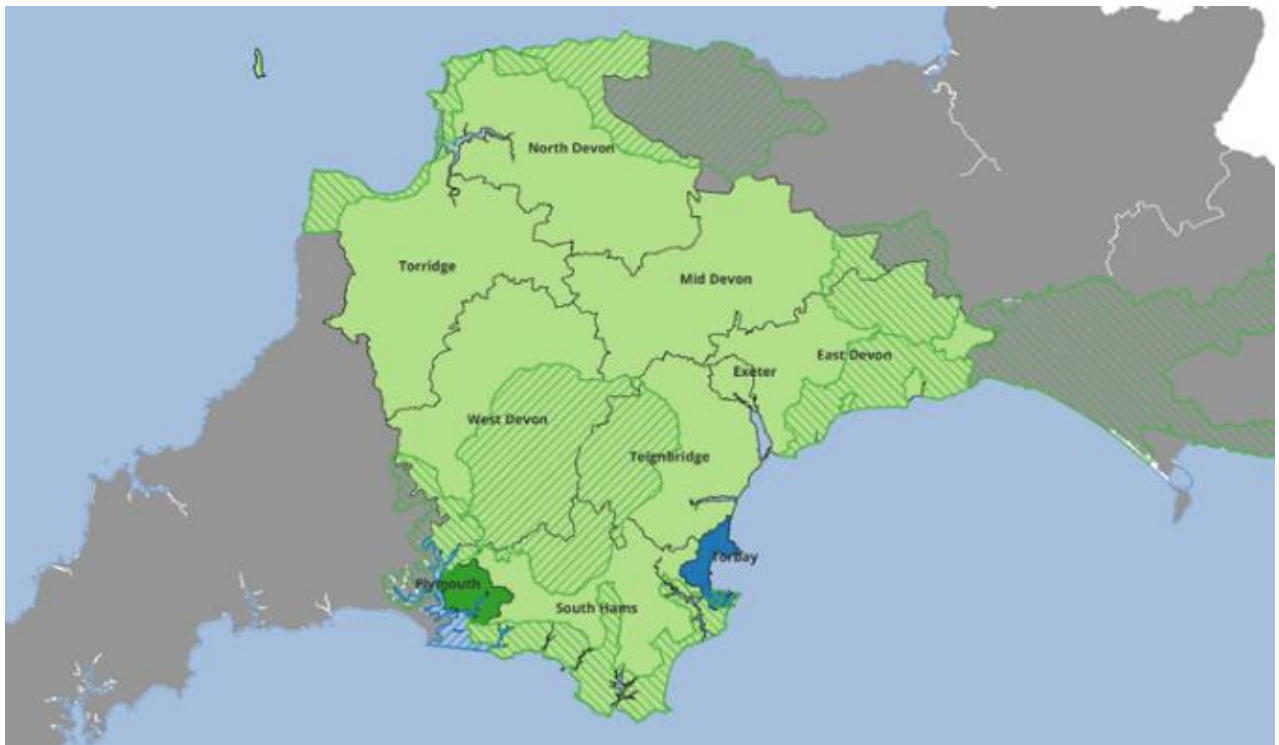 North Devon
Torridge
Mid Devon
East Devon
Exeter
West Devon
Teignbridge
Torbay
Plymouth
South Hams